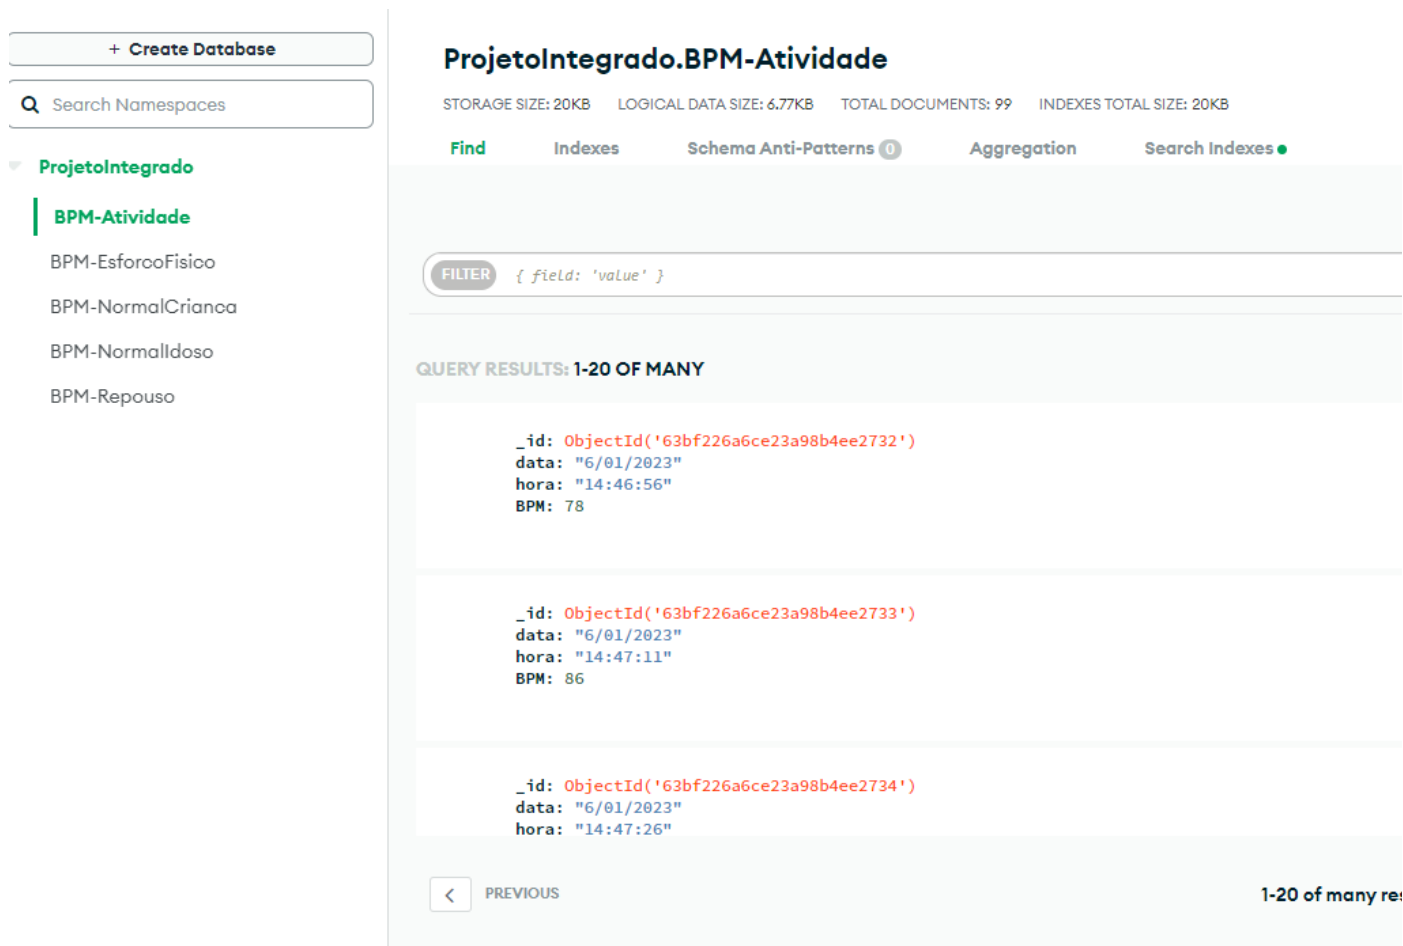 + Create Database
Search Namespaces
ProjetoIntegrado
BPM-Atividade
BPM-EsforcoFisico
BPM-NormalCrianca
BPM-NormalIdoso
BPM-Repouso
ProjetoIntegrado.BPM-Atividade
STORAGE SIZE: 20KB LOGICAL DATA SIZE: 6.77KB TOTAL DOCUMENTS: 99 INDEXES TOTAL SIZE: 20KB
Find Indexes Schema Anti-Patterns 0 Aggregation Search Indexes
FILTER { field: 'value' }
QUERY RESULTS: 1-20 OF MANY
_id: ObjectId('63bf226a6ce23a98b4ee2732')
data: "6/01/2023"
hora: "14:46:56"
BPM: 78
_id: ObjectId('63bf226a6ce23a98b4ee2733')
data: "6/01/2023"
hora: "14:47:11"
BPM: 86
_id: ObjectId('63bf226a6ce23a98b4ee2734')
data: "6/01/2023"
hora: "14:47:26"
PREVIOUS
1-20 of many